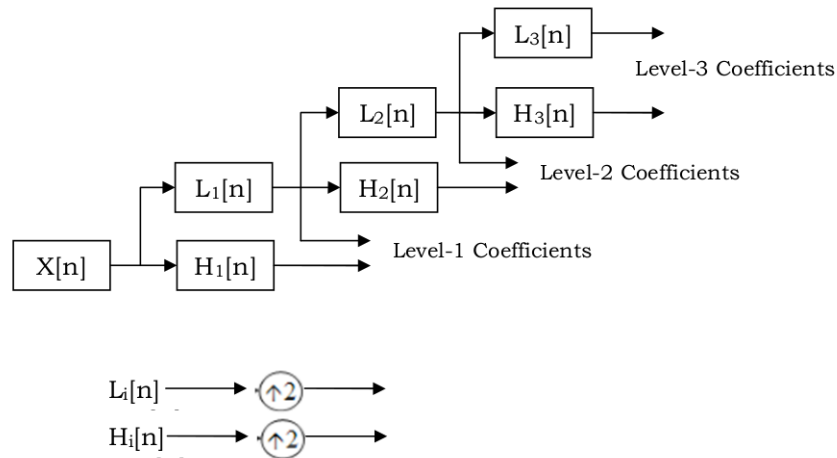 L₃[n]
Level-3 Coefficients
L₂[n]
H₃[n]
Level-2 Coefficients
L₁[n]
H₂[n]
Level-1 Coefficients
X[n]
H₁[n]
Lᵢ[n] ↑2
Hᵢ[n] ↑2